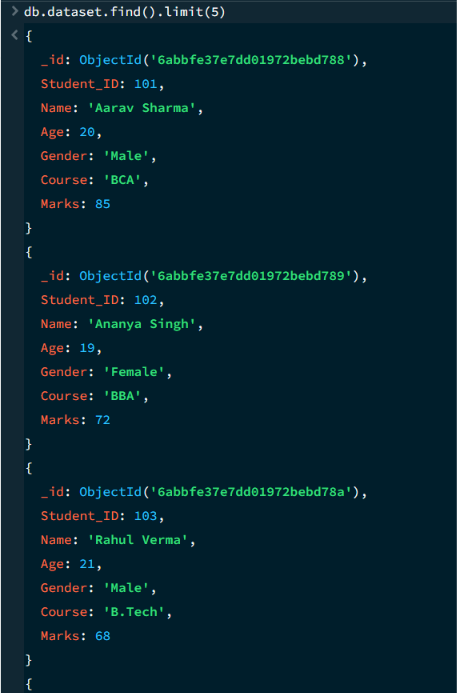 > db.dataset.find().limit(5)
< {
_id: ObjectId('6abbfe37e7dd01972bebd788'),
Student_ID: 101,
Name: 'Aarav Sharma',
Age: 20,
Gender: 'Male',
Course: 'BCA',
Marks: 85
}
{
_id: ObjectId('6abbfe37e7dd01972bebd789'),
Student_ID: 102,
Name: 'Ananya Singh',
Age: 19,
Gender: 'Female',
Course: 'BBA',
Marks: 72
}
{
_id: ObjectId('6abbfe37e7dd01972bebd78a'),
Student_ID: 103,
Name: 'Rahul Verma',
Age: 21,
Gender: 'Male',
Course: 'B.Tech',
Marks: 68
}
{